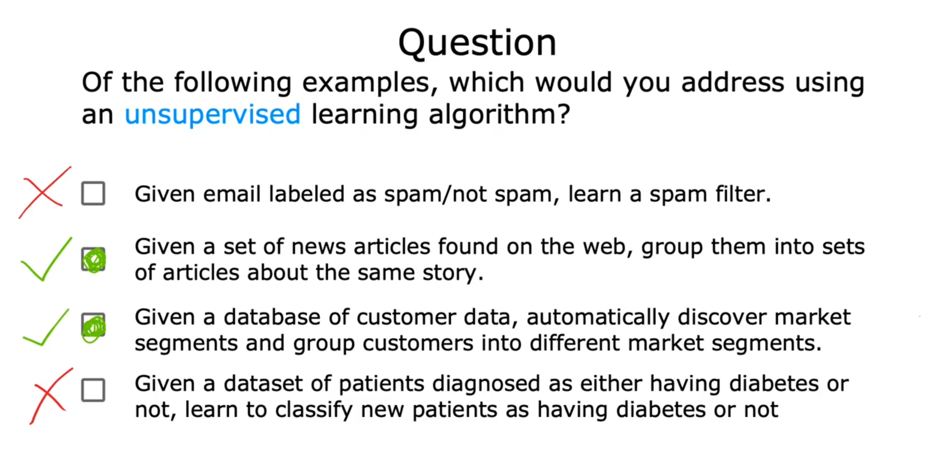 Question
Of the following examples, which would you address using
an unsupervised learning algorithm?
Given email labeled as spam/not spam, learn a spam filter.
Given a set of news articles found on the web, group them into sets
of articles about the same story.
Given a database of customer data, automatically discover market
segments and group customers into different market segments.
Given a dataset of patients diagnosed as either having diabetes or
not, learn to classify new patients as having diabetes or not